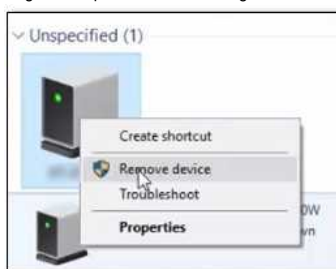 Unspecified (1)
Create shortcut
Remove device
Troubleshoot
Properties